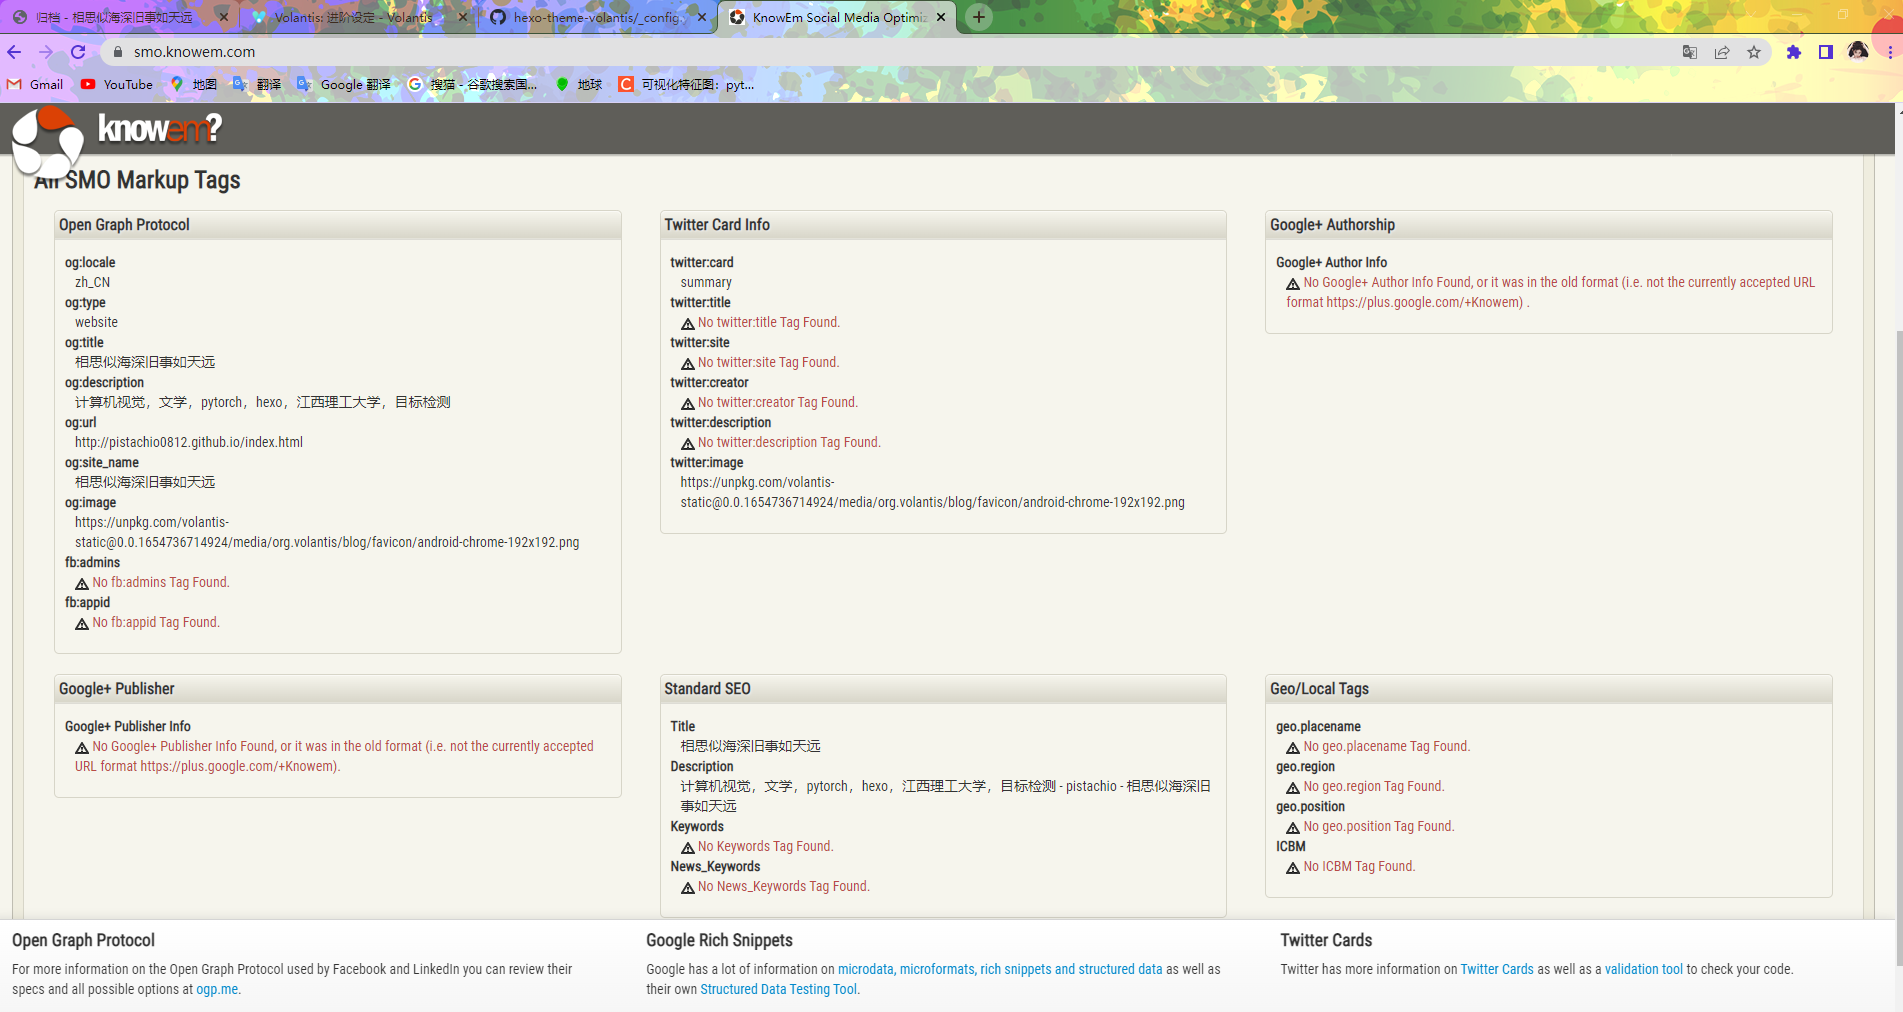 归档 - 相思似海深旧事如天远
Volantis: 进阶设定 - Volantis
hexo-theme-volantis/_config.
KnowEm Social Media Optimiz
smo.knowem.com
Gmail
YouTube
地图
翻译
Google 翻译
搜猫 - 谷歌搜索国...
地球
可视化特征图：pyt...
knowem?
All SMO Markup Tags
Open Graph Protocol
og:locale
zh_CN
og:type
website
og:title
相思似海深旧事如天远
og:description
计算机视觉，文学，pytorch，hexo，江西理工大学，目标检测
og:url
http://pistachio0812.github.io/index.html
og:site_name
相思似海深旧事如天远
og:image
https://unpkg.com/volantis-
static@0.0.1654736714924/media/org.volantis/blog/favicon/android-chrome-192x192.png
fb:admins
No fb:admins Tag Found.
fb:appid
No fb:appid Tag Found.
Twitter Card Info
twitter:card
summary
twitter:title
No twitter:title Tag Found.
twitter:site
No twitter:site Tag Found.
twitter:creator
No twitter:creator Tag Found.
twitter:description
No twitter:description Tag Found.
twitter:image
https://unpkg.com/volantis-
static@0.0.1654736714924/media/org.volantis/blog/favicon/android-chrome-192x192.png
Google+ Authorship
Google+ Author Info
No Google+ Author Info Found, or it was in the old format (i.e. not the currently accepted URL
format https://plus.google.com/+Knowem) .
Google+ Publisher
Google+ Publisher Info
No Google+ Publisher Info Found, or it was in the old format (i.e. not the currently accepted
URL format https://plus.google.com/+Knowem).
Standard SEO
Title
相思似海深旧事如天远
Description
计算机视觉，文学，pytorch，hexo，江西理工大学，目标检测 - pistachio - 相思似海深旧
事如天远
Keywords
No Keywords Tag Found.
News_Keywords
No News_Keywords Tag Found.
Geo/Local Tags
geo.placename
No geo.placename Tag Found.
geo.region
No geo.region Tag Found.
geo.position
No geo.position Tag Found.
ICBM
No ICBM Tag Found.
Open Graph Protocol
For more information on the Open Graph Protocol used by Facebook and LinkedIn you can review their
specs and all possible options at ogp.me.
Google Rich Snippets
Google has a lot of information on microdata, microformats, rich snippets and structured data as well as
their own Structured Data Testing Tool.
Twitter Cards
Twitter has more information on Twitter Cards as well as a validation tool to check your code.